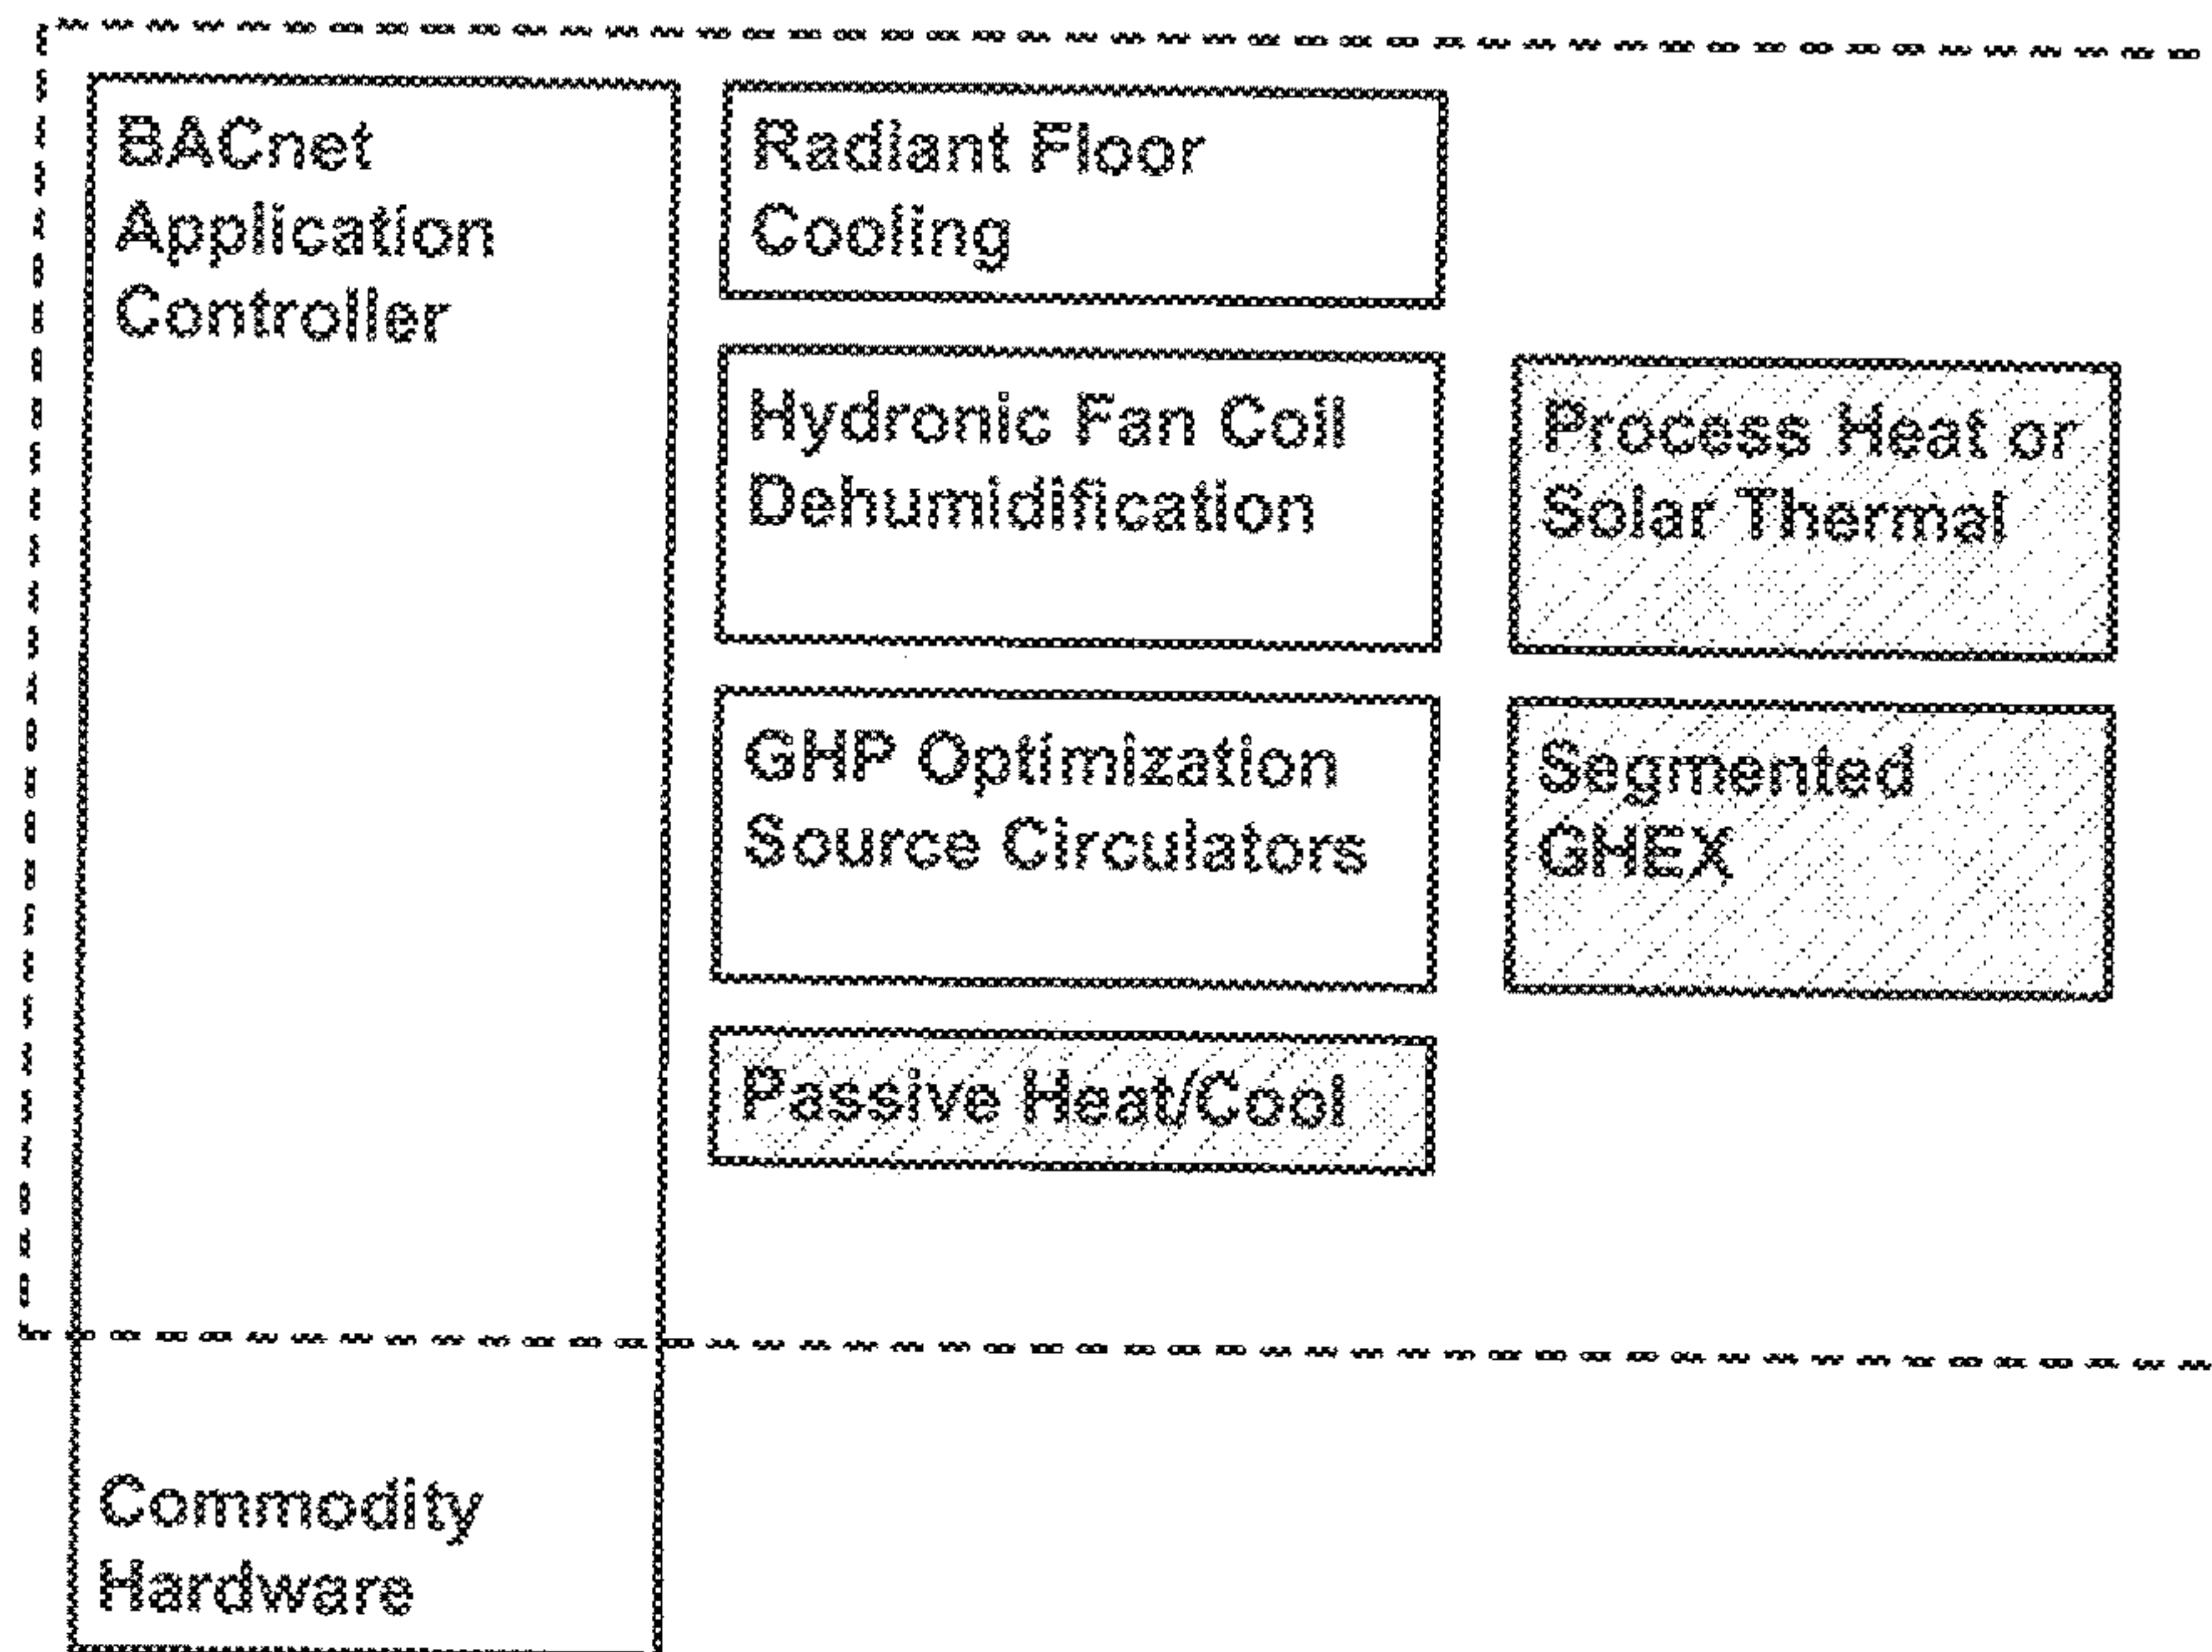 BACnet
Application
Controller
Radiant Floor
Cooling
Hydronic Fan Coil
Dehumidification
Process Heat or
Solar Thermal
GHP Optimization
Source Circulators
Segmented
GHEX
Passive Heat/Cool
Commodity
Hardware